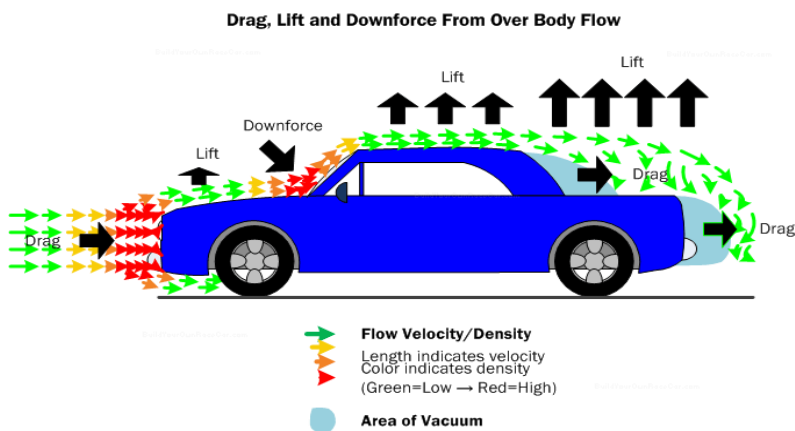 Drag, Lift and Downforce From Over Body Flow
Lift
Lift
Downforce
Lift
Drag
Drag
Drag
Flow Velocity/Density
Length indicates velocity
Color indicates density
(Green=Low → Red=High)
Area of Vacuum